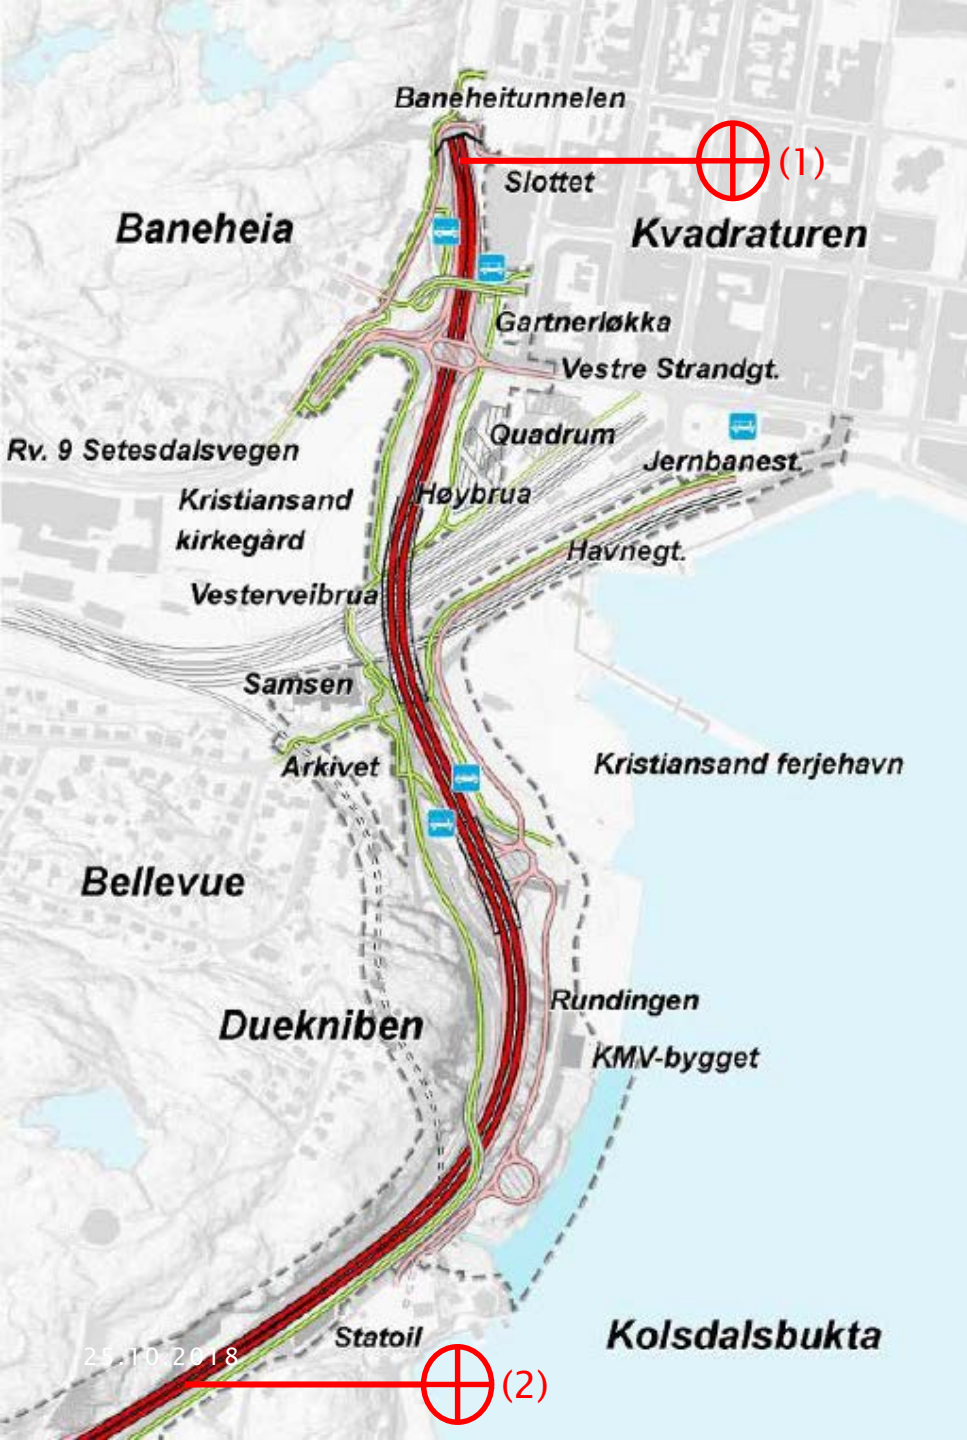 Baneheitunnelen
(1)
Slottet
Baneheia
Kvadraturen
Gartnerløkka
Vestre Strandgt.
Quadrum
Rv. 9 Setesdalsvegen
Jernbanest.
Kristiansand
kirkegård
Høybrua
Havnegt.
Vesterveibrua
Samsen
Arkivet
Kristiansand ferjehavn
Bellevue
Rundingen
Duekniben
KMV-bygget
Statoil
Kolsdalsbukta
25.10.2018
(2)